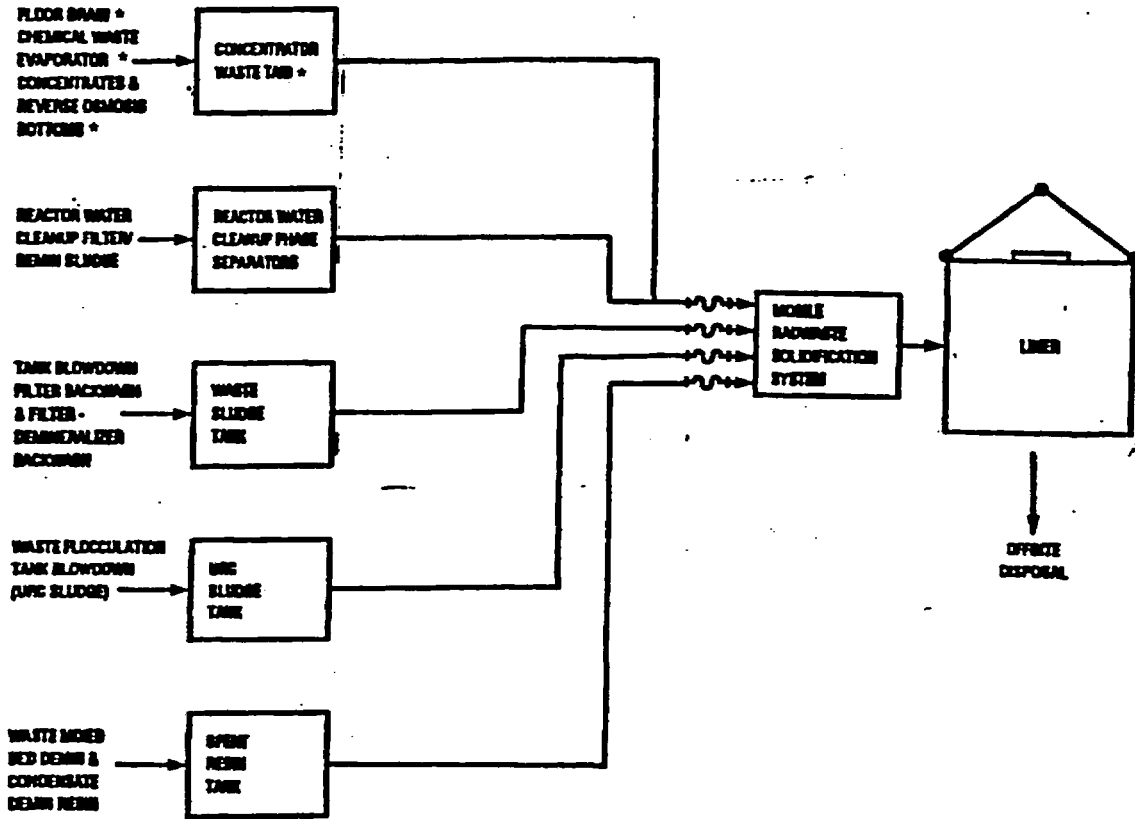 FLOOR DRAIN *
CHEMICAL WASTE
EVAPORATOR *
CONCENTRATES &
REVERSE OSMOSIS
BOTTOMS *
CONCENTRATOR
WASTE TANK *
REACTOR WATER
CLEANUP FILTER/
DEMIN SLUDGE
REACTOR WATER
CLEANUP PHASE
SEPARATORS
TANK BLOWDOWN
FILTER BACKWASH
& FILTER -
DEMINERALIZER
BACKWASH
WASTE
SLUDGE
TANK
WASTE FLOCCULATION
TANK BLOWDOWN
(URC SLUDGE)
URC
SLUDGE
TANK
WASTE MIXED
BED DEMIN &
CONDENSATE
DEMIN RESIN
SPENT
RESIN
TANK
MOBILE
RADWASTE
SOLIDIFICATION
SYSTEM
LINER
OFFSITE
DISPOSAL